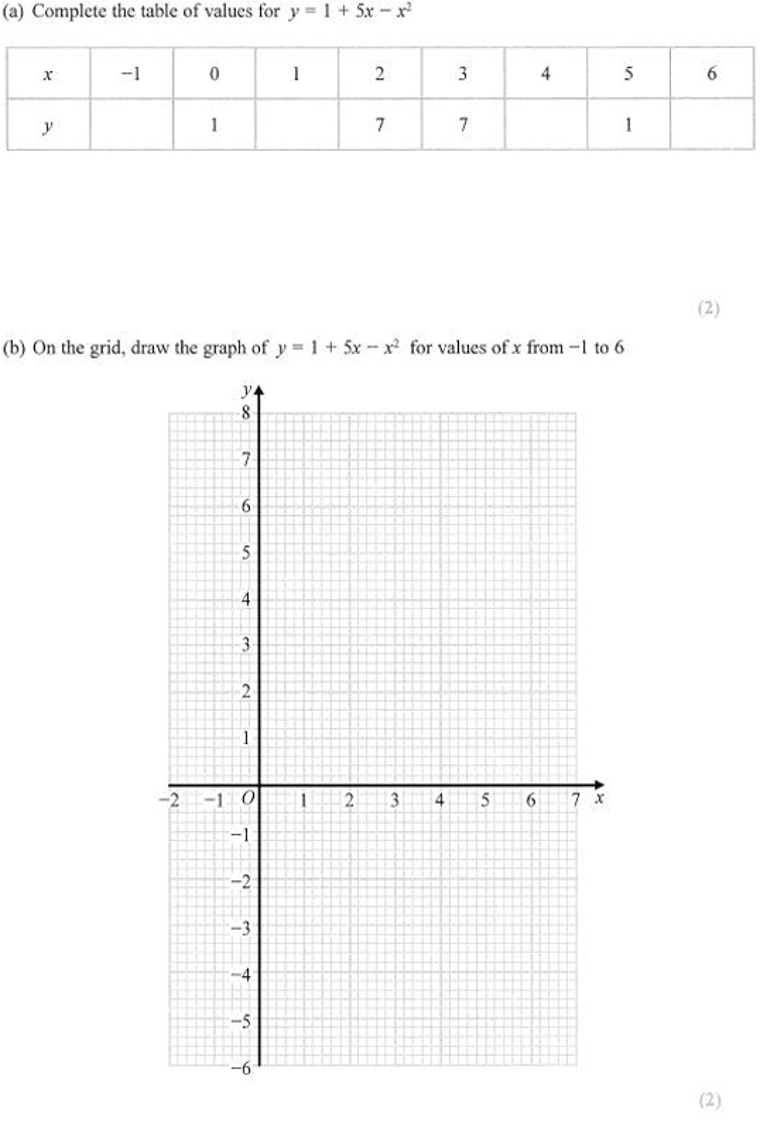 (a) Complete the table of values for y = 1 + 5x − x²
x −1 0 1 2 3 4 5 6
y 1 7 7 1
(2)
(b) On the grid, draw the graph of y = 1 + 5x − x² for values of x from −1 to 6
y
8
7
6
5
4
3
2
1
−2 −1 O 1 2 3 4 5 6 7 x
−1
−2
−3
−4
−5
−6
(2)